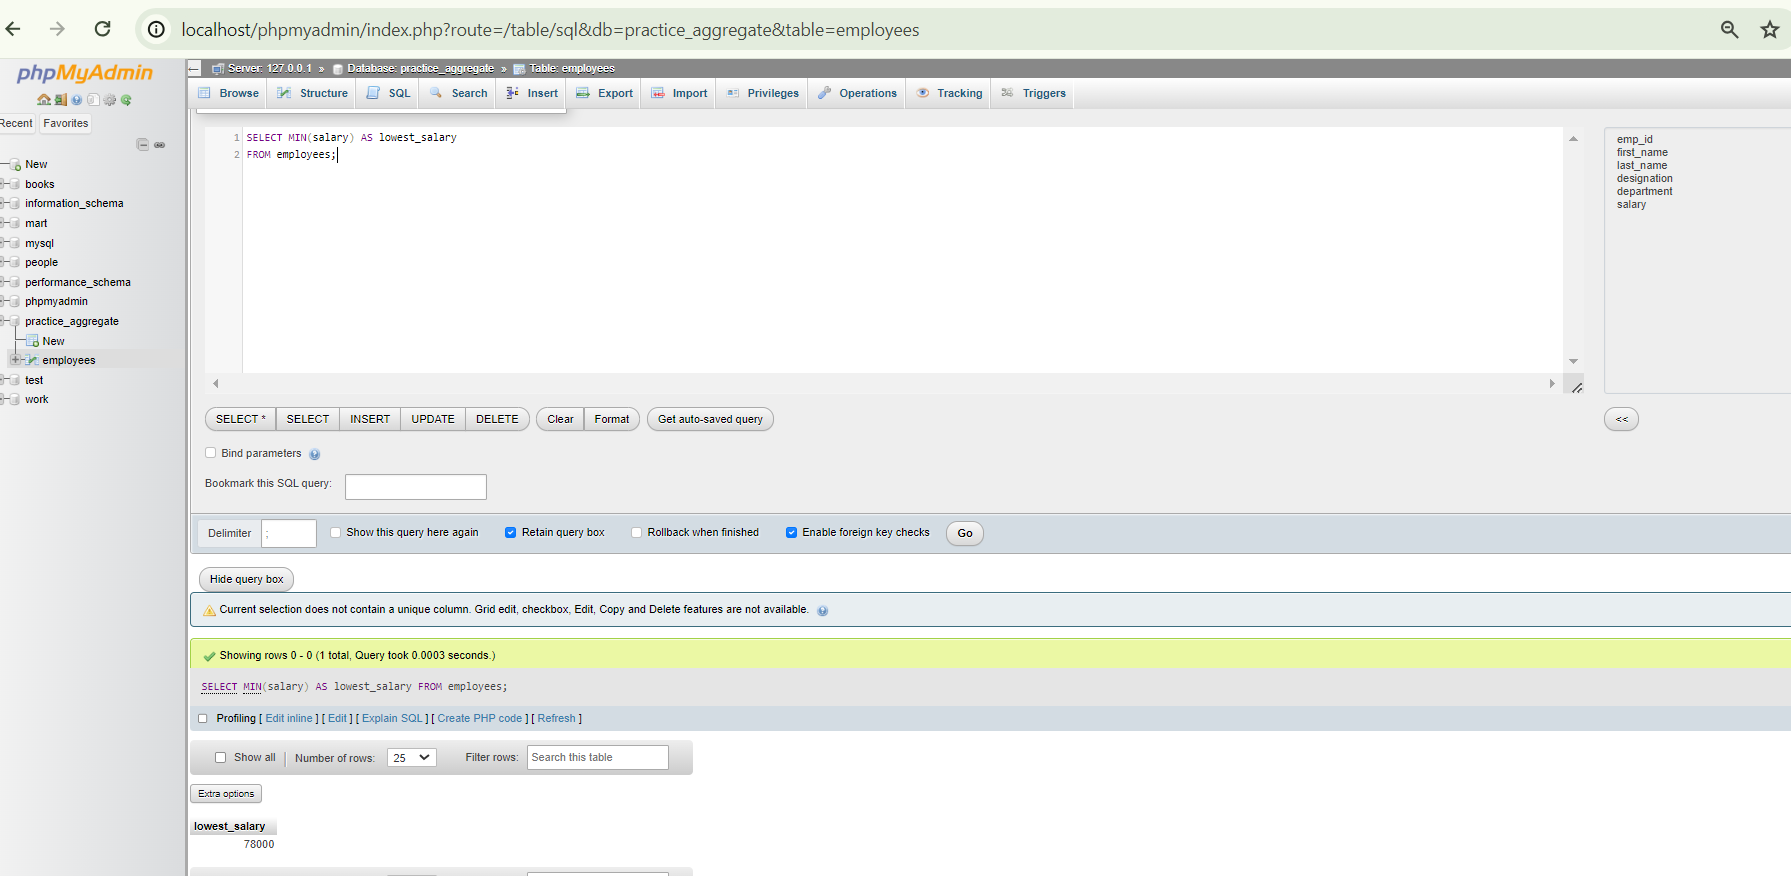 localhost/phpmyadmin/index.php?route=/table/sql&db=practice_aggregate&table=employees
phpMyAdmin
Recent Favorites
New
books
information_schema
mart
mysql
people
performance_schema
phpmyadmin
practice_aggregate
New
employees
test
work
Server: 127.0.0.1 » Database: practice_aggregate » Table: employees
Browse Structure SQL Search Insert Export Import Privileges Operations Tracking Triggers
1 SELECT MIN(salary) AS lowest_salary
2 FROM employees;
emp_id
first_name
last_name
designation
department
salary
SELECT * SELECT INSERT UPDATE DELETE Clear Format Get auto-saved query <<
Bind parameters
Bookmark this SQL query:
Delimiter ; Show this query here again Retain query box Rollback when finished Enable foreign key checks Go
Hide query box
Current selection does not contain a unique column. Grid edit, checkbox, Edit, Copy and Delete features are not available.
Showing rows 0 - 0 (1 total, Query took 0.0003 seconds.)
SELECT MIN(salary) AS lowest_salary FROM employees;
Profiling [ Edit inline ] [ Edit ] [ Explain SQL ] [ Create PHP code ] [ Refresh ]
Show all Number of rows: 25 Filter rows: Search this table
Extra options
lowest_salary
78000